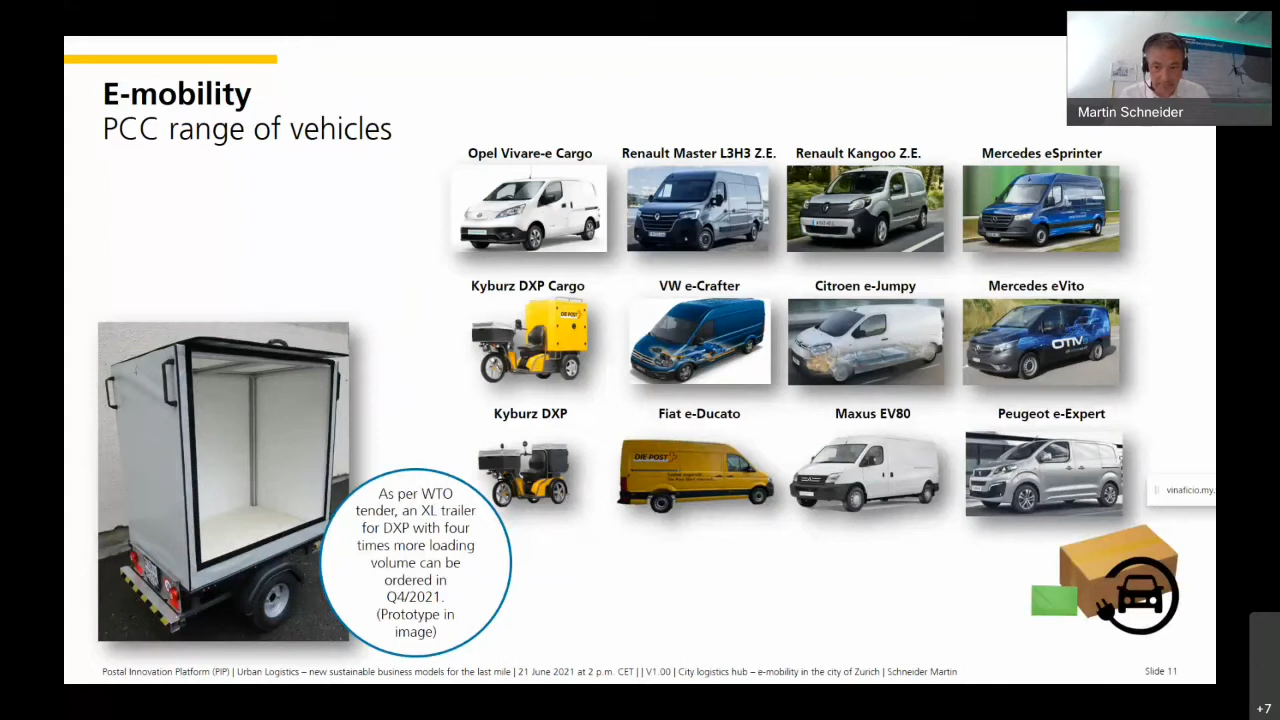 E-mobility
PCC range of vehicles
Martin Schneider
Opel Vivare-e Cargo
Renault Master L3H3 Z.E.
Renault Kangoo Z.E.
Mercedes eSprinter
Kyburz DXP Cargo
VW e-Crafter
Citroen e-Jumpy
Mercedes eVito
DIE POST
OTTO
Kyburz DXP
Fiat e-Ducato
Maxus EV80
Peugeot e-Expert
DIE POST
As per WTO
tender, an XL trailer
for DXP with four
times more loading
volume can be
ordered in
Q4/2021.
(Prototype in
image)
vinaficio.my.
Postal Innovation Platform (PIP) | Urban Logistics – new sustainable business models for the last mile | 21 June 2021 at 2 p.m. CET | | V1.00 | City logistics hub – e-mobility in the city of Zurich | Schneider Martin
Slide 11
+7